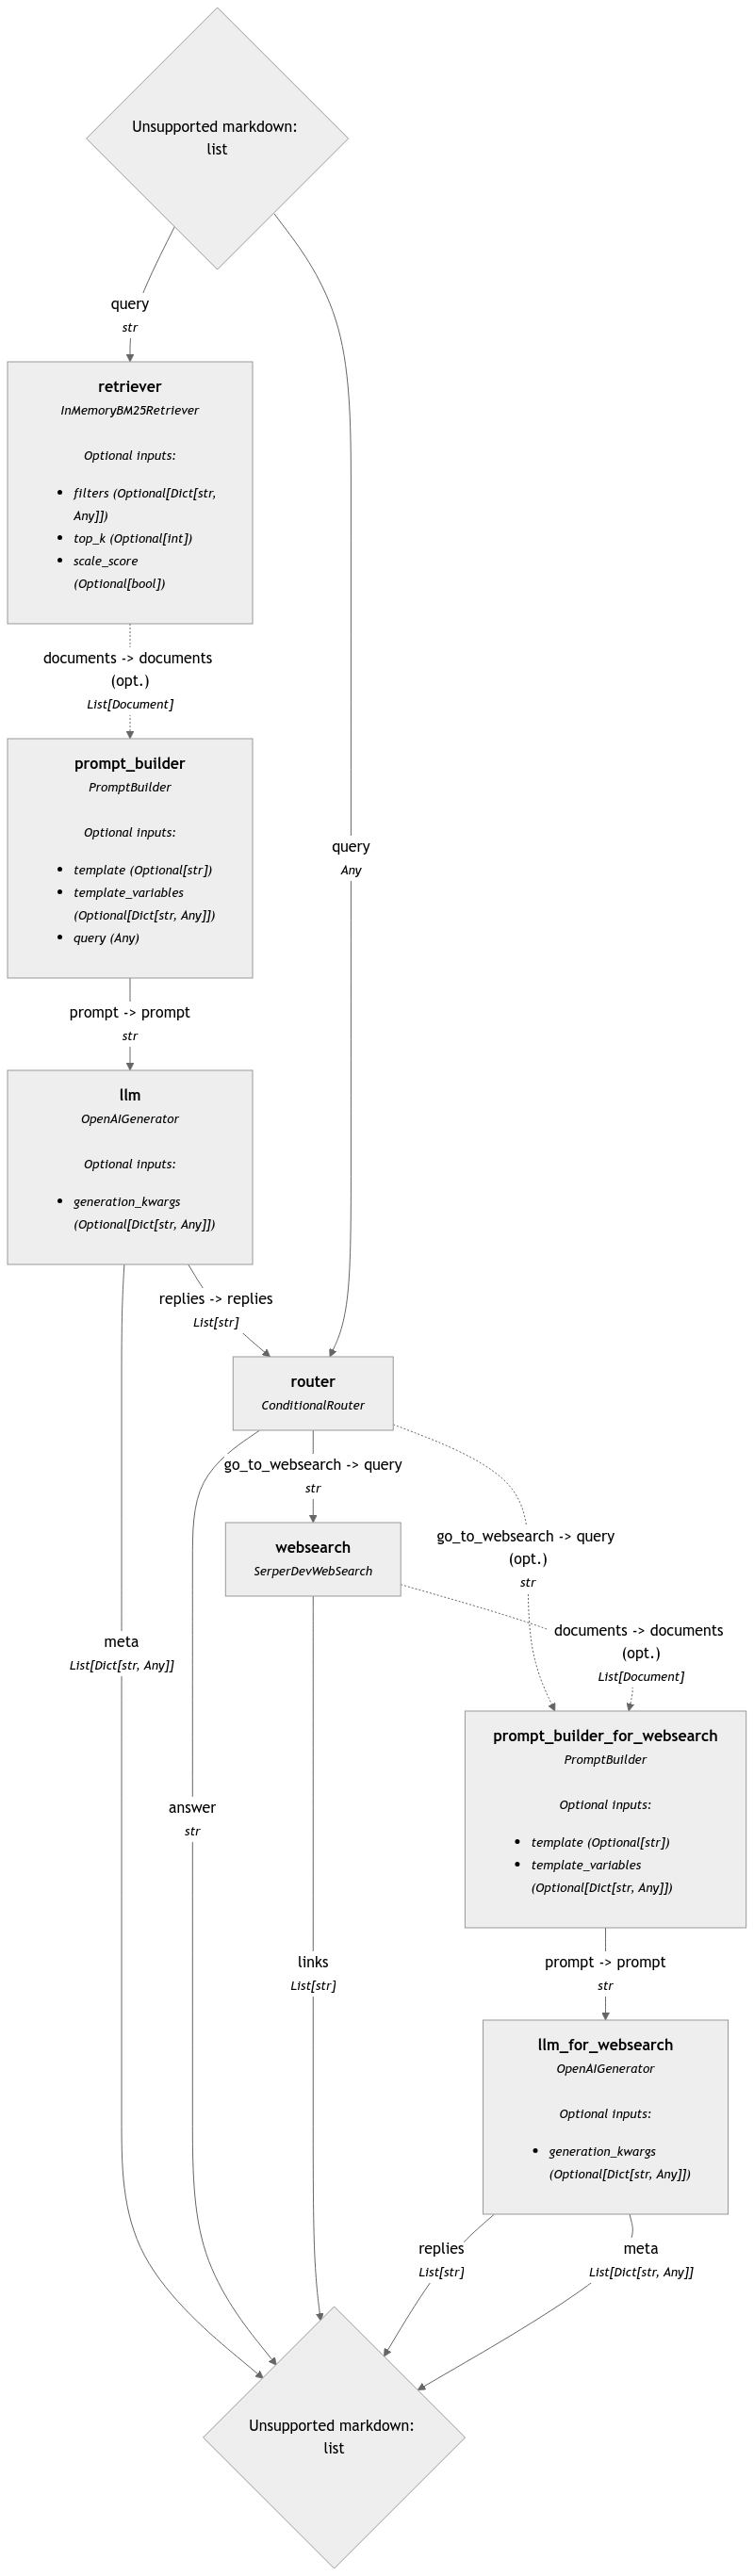 Unsupported markdown:
list
query
str
retriever
InMemoryBM25Retriever
Optional inputs:
• filters (Optional[Dict[str,
Any]])
• top_k (Optional[int])
• scale_score
(Optional[bool])
documents -> documents
(opt.)
List[Document]
prompt_builder
PromptBuilder
Optional inputs:
• template (Optional[str])
• template_variables
(Optional[Dict[str, Any]])
• query (Any)
query
Any
prompt -> prompt
str
llm
OpenAIGenerator
Optional inputs:
• generation_kwargs
(Optional[Dict[str, Any]])
replies -> replies
List[str]
router
ConditionalRouter
go_to_websearch -> query
str
go_to_websearch -> query
(opt.)
str
websearch
SerperDevWebSearch
documents -> documents
(opt.)
List[Document]
meta
List[Dict[str, Any]]
prompt_builder_for_websearch
PromptBuilder
Optional inputs:
• template (Optional[str])
• template_variables
(Optional[Dict[str, Any]])
answer
str
links
List[str]
prompt -> prompt
str
llm_for_websearch
OpenAIGenerator
Optional inputs:
• generation_kwargs
(Optional[Dict[str, Any]])
replies
List[str]
meta
List[Dict[str, Any]]
Unsupported markdown:
list